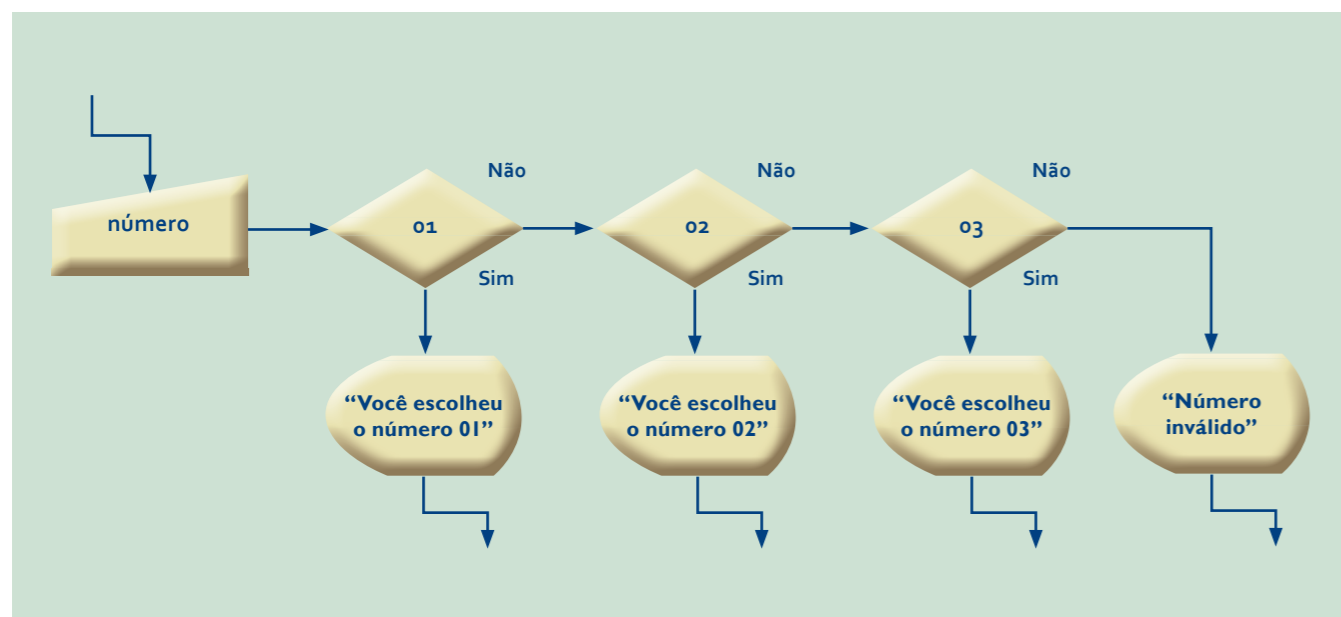 Não
Não
Não
número
01
02
03
Sim
Sim
Sim
“Você escolheu
o número 01”
“Você escolheu
o número 02”
“Você escolheu
o número 03”
“Número
inválido”